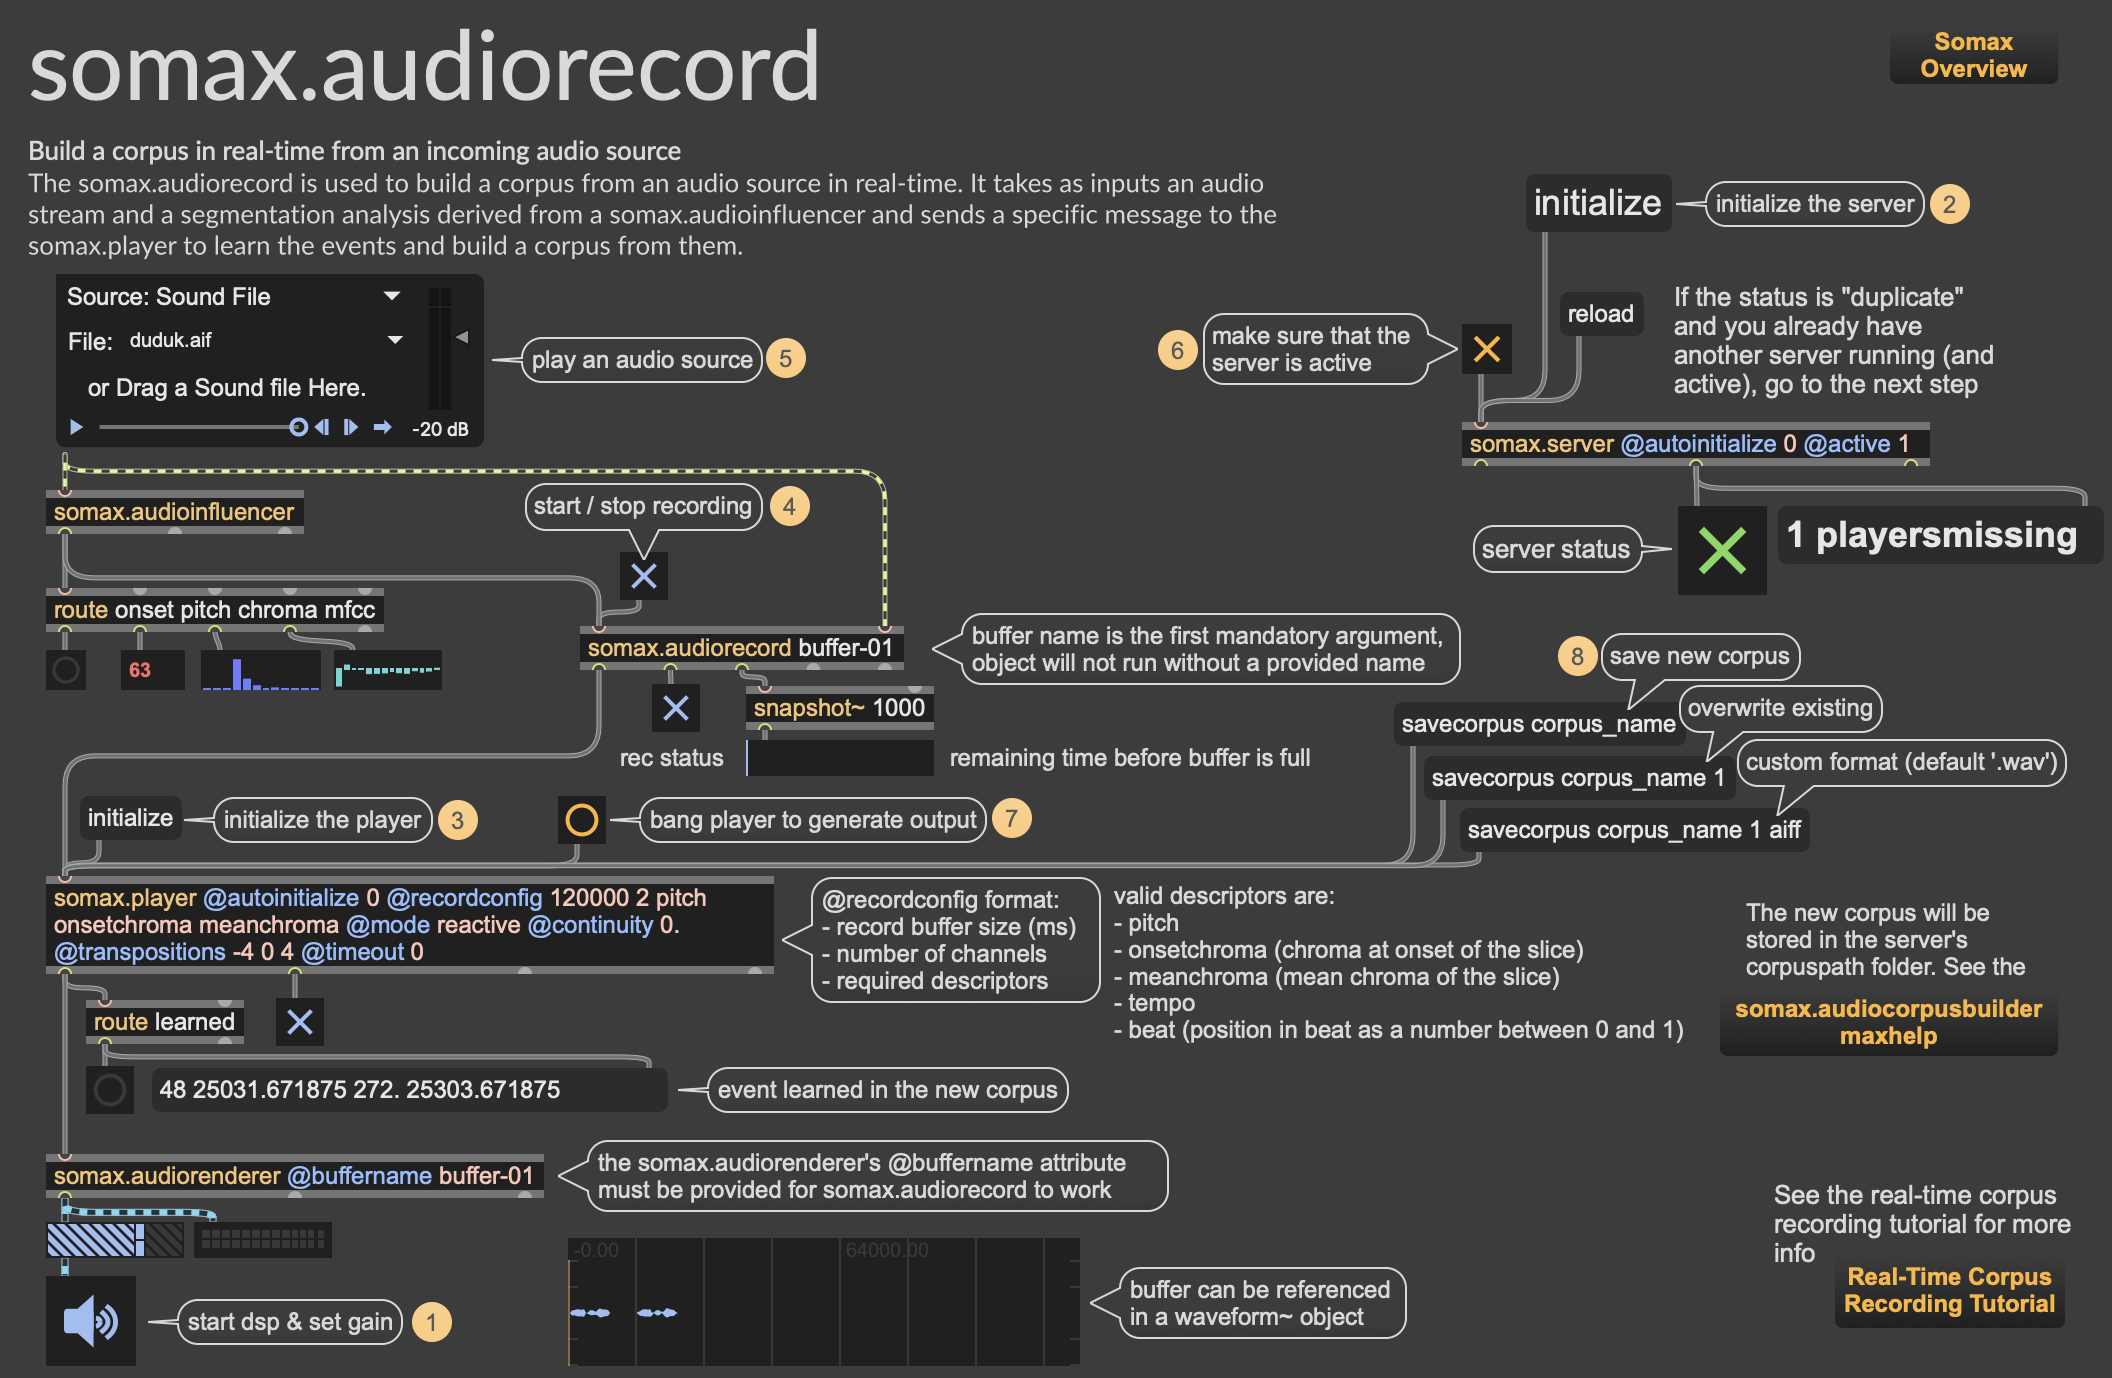 somax.audiorecord
Somax
Overview
Build a corpus in real-time from an incoming audio source
The somax.audiorecord is used to build a corpus from an audio source in real-time. It takes as inputs an audio
stream and a segmentation analysis derived from a somax.audioinfluencer and sends a specific message to the
somax.player to learn the events and build a corpus from them.
initialize
initialize the server
2
Source: Sound File
File: duduk.aif
or Drag a Sound file Here.
-20 dB
play an audio source
5
6
make sure that the
server is active
reload
If the status is "duplicate"
and you already have
another server running (and
active), go to the next step
somax.server @autoinitialize 0 @active 1
somax.audioinfluencer
start / stop recording
4
server status
1 playersmissing
route onset pitch chroma mfcc
63
somax.audiorecord buffer-01
buffer name is the first mandatory argument,
object will not run without a provided name
8
save new corpus
snapshot~ 1000
rec status
remaining time before buffer is full
savecorpus corpus_name
overwrite existing
savecorpus corpus_name 1
custom format (default '.wav')
savecorpus corpus_name 1 aiff
initialize
initialize the player
3
bang player to generate output
7
somax.player @autoinitialize 0 @recordconfig 120000 2 pitch
onsetchroma meanchroma @mode reactive @continuity 0.
@transpositions -4 0 4 @timeout 0
@recordconfig format:
- record buffer size (ms)
- number of channels
- required descriptors
valid descriptors are:
- pitch
- onsetchroma (chroma at onset of the slice)
- meanchroma (mean chroma of the slice)
- tempo
- beat (position in beat as a number between 0 and 1)
The new corpus will be
stored in the server's
corpuspath folder. See the
somax.audiocorpusbuilder
maxhelp
route learned
48 25031.671875 272. 25303.671875
event learned in the new corpus
somax.audiorenderer @buffername buffer-01
the somax.audiorenderer's @buffername attribute
must be provided for somax.audiorecord to work
See the real-time corpus
recording tutorial for more
info
Real-Time Corpus
Recording Tutorial
-0.00
64000.00
buffer can be referenced
in a waveform~ object
start dsp & set gain
1